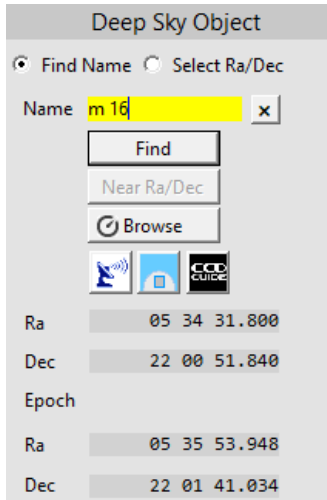 Deep Sky Object
Find Name Select Ra/Dec
Name m 16 x
Find
Near Ra/Dec
Browse
CCD GUIDE
Ra 05 34 31.800
Dec 22 00 51.840
Epoch
Ra 05 35 53.948
Dec 22 01 41.034